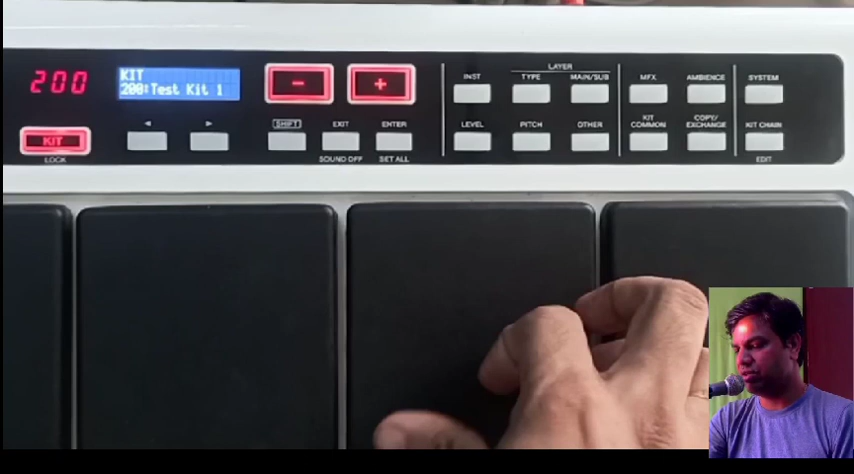 200
KIT
200:Test Kit 1
-
+
KIT
LOCK
SHIFT
EXIT
ENTER
SOUND OFF
SET ALL
LAYER
INST
TYPE
MAIN/SUB
MFX
AMBIENCE
SYSTEM
LEVEL
PITCH
OTHER
KIT
COMMON
COPY/
EXCHANGE
KIT CHAIN
EDIT